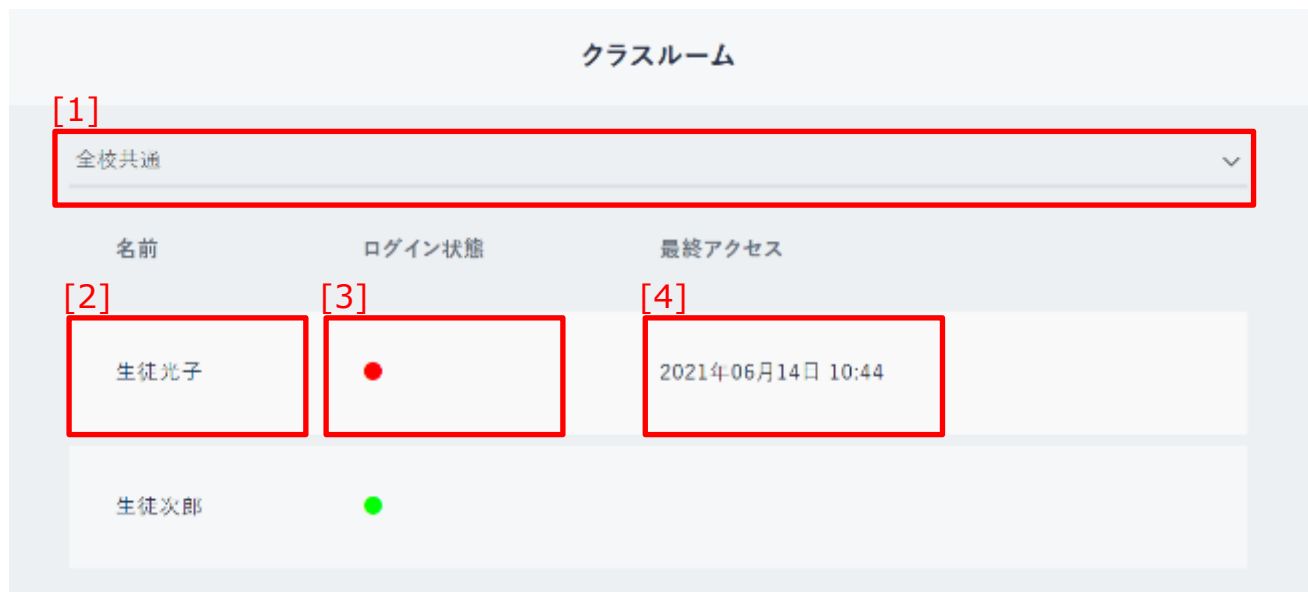 クラスルーム
[1]
全校共通
名前 ログイン状態 最終アクセス
[2] [3] [4]
生徒光子 2021年06月14日 10:44
生徒次郎